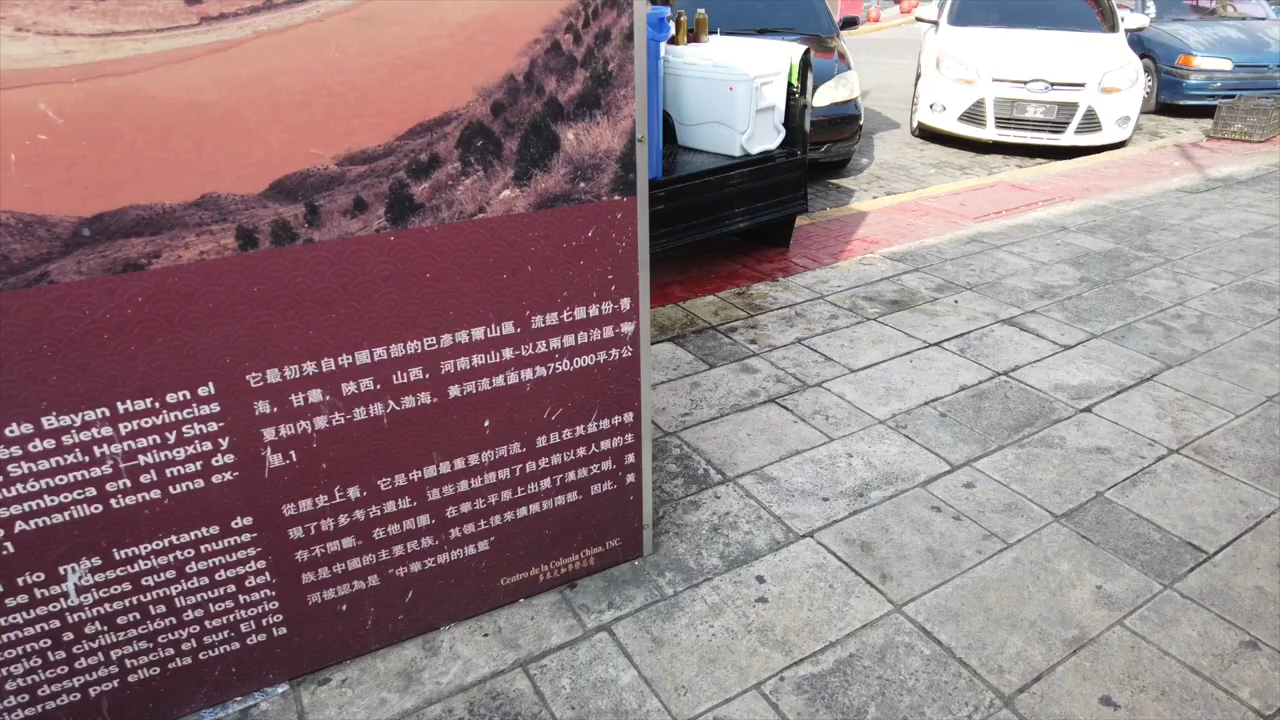 de Bayan Har, en el
és de siete provincias
, Shanxi, Henan y Sha-
utónomas —Ningxia y
semboca en el mar de
Amarillo tiene una ex-
.1
río más importante de
se han descubierto nume-
rqueológicos que demues-
mana ininterrumpida desde
torno a él, en la llanura del
rgió la civilización de los han,
étnico del país, cuyo territorio
do después hacia el sur. El río
siderado por ello «la cuna de la
它最初來自中國西部的巴彥喀爾山區，流經七個省份-青
海，甘肅，陝西，山西，河南和山東-以及兩個自治區-寧
夏和內蒙古-並排入渤海。黃河流域面積為750,000平方公
里.1
從歷史上看，它是中國最重要的河流，並且在其盆地中發
現了許多考古遺址，這些遺址證明了自史前以來人類的生
存不間斷。在他周圍，在華北平原上出現了漢族文明，漢
族是中國的主要民族，其領土後來擴展到南部。因此，黃
河被認為是“中華文明的搖籃”
Centro de la Colonia China, INC.